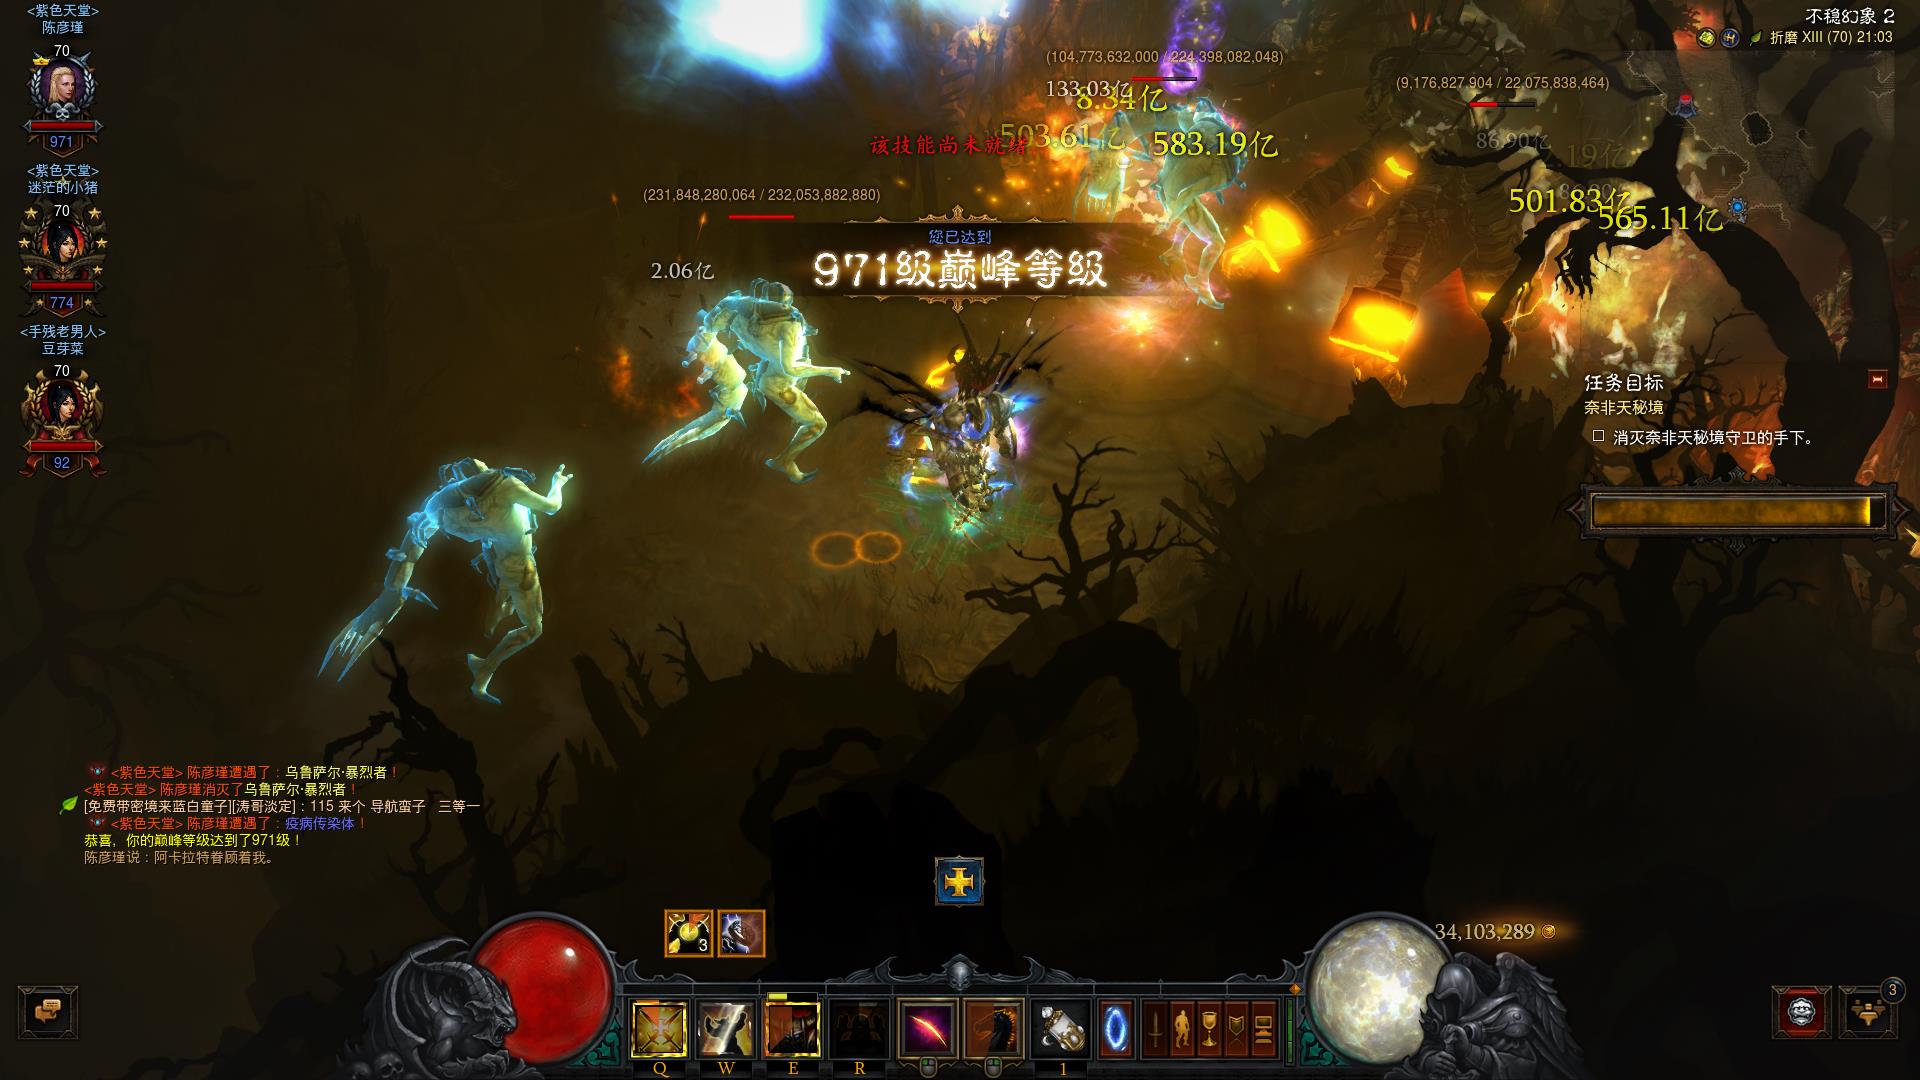 <紫色天堂>
陈彦瑾
70
971
<紫色天堂>
迷茫的小猪
70
774
<手残老男人>
豆芽菜
70
92
不稳幻象 2
折磨 XIII (70) 21:03
(104,773,632,000 / 224,398,082,048)
133.03亿
8.34亿
503.61亿
583.19亿
该技能尚未就绪
(9,176,827,904 / 22,075,838,464)
86.90亿
501.83亿
565.11亿
(231,848,280,064 / 232,053,882,880)
2.06亿
您已达到
971级巅峰等级
任务目标
奈非天秘境
消灭奈非天秘境守卫的手下。
<紫色天堂> 陈彦瑾遭遇了：乌鲁萨尔·暴烈者！
<紫色天堂> 陈彦瑾消灭了乌鲁萨尔·暴烈者！
[免费带密境来蓝白童子][涛哥淡定]：115 来个 导航蛮子 三等一
<紫色天堂> 陈彦瑾遭遇了：疫病传染体！
恭喜，你的巅峰等级达到了971级！
陈彦瑾说：阿卡拉特眷顾着我。
3
34,103,289
3
Q
W
E
R
1